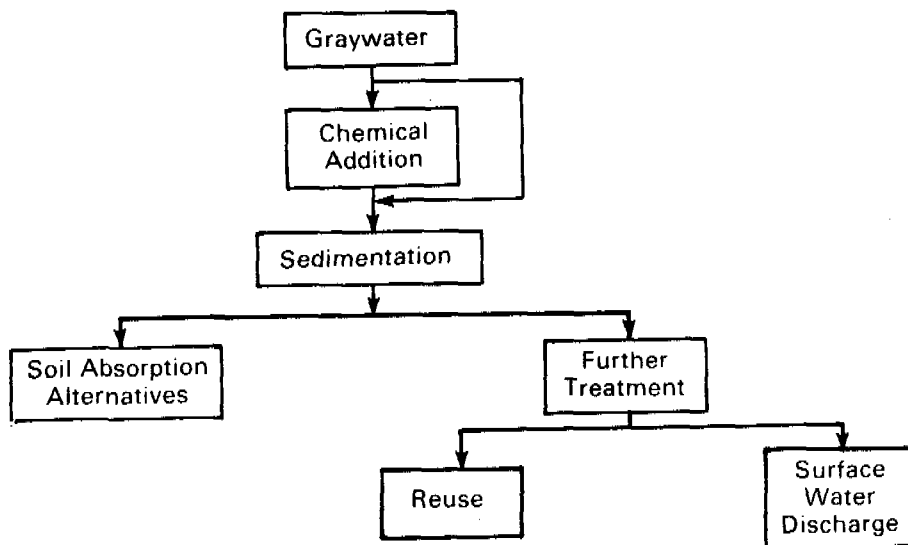 Graywater
Chemical
Addition
Sedimentation
Soil Absorption
Alternatives
Further
Treatment
Reuse
Surface
Water
Discharge